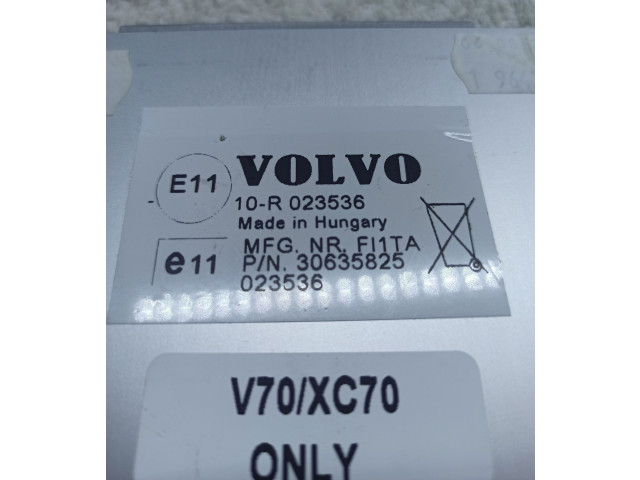 E11
VOLVO
10-R 023536
Made in Hungary
e11
MFG. NR. FI1TA
P/N. 30635825
023536
V70/XC70
ONLY